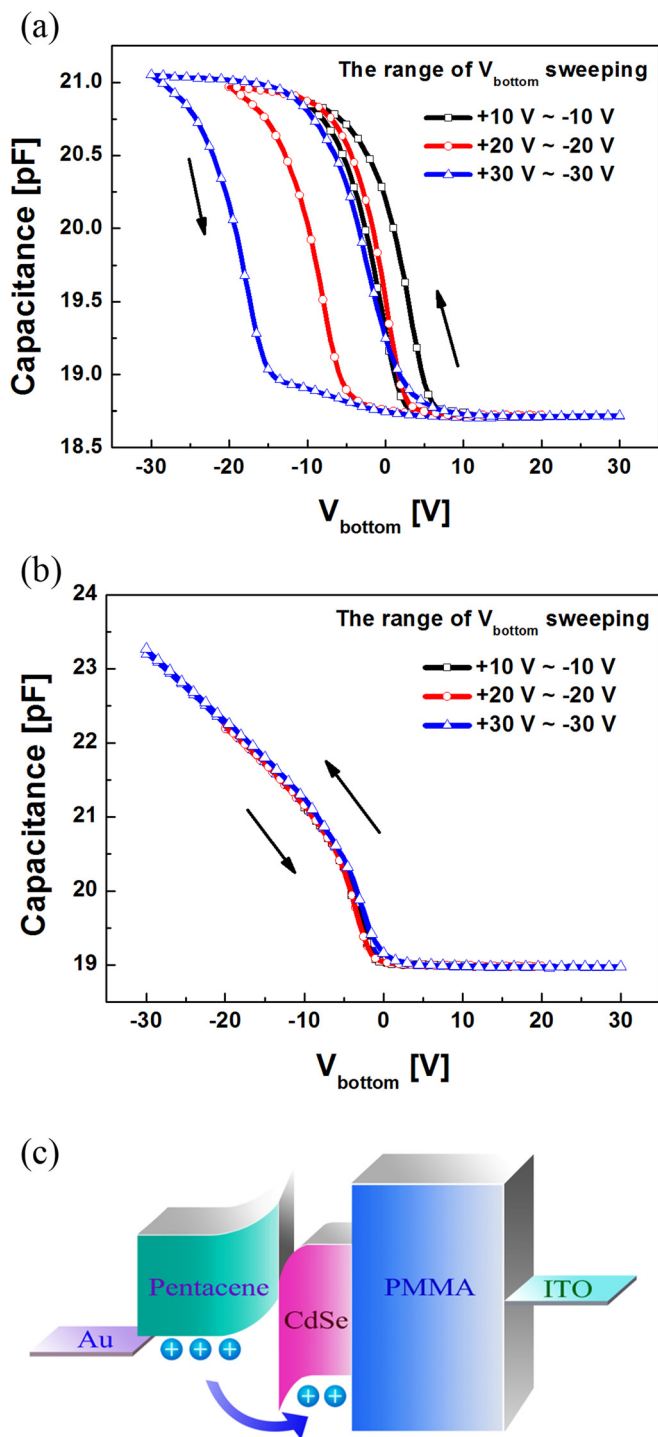 (a)
The range of V_bottom sweeping
+10 V ~ -10 V
+20 V ~ -20 V
+30 V ~ -30 V
Capacitance [pF]
21.0
20.5
20.0
19.5
19.0
18.5
-30 -20 -10 0 10 20 30
V_bottom [V]
(b)
The range of V_bottom sweeping
+10 V ~ -10 V
+20 V ~ -20 V
+30 V ~ -30 V
Capacitance [pF]
24
23
22
21
20
19
-30 -20 -10 0 10 20 30
V_bottom [V]
(c)
Au
Pentacene
CdSe
PMMA
ITO
+ + +
+ +